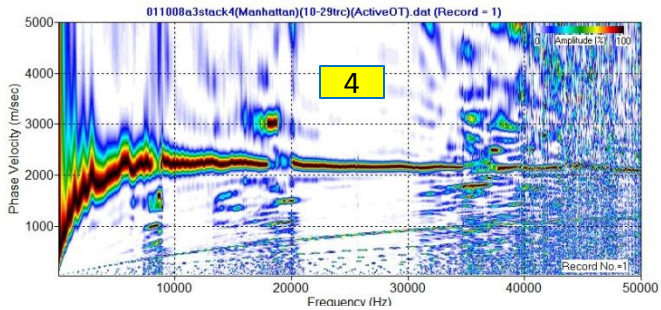 011008a3stack4(Manhattan)(10-29trc)(ActiveOT).dat (Record = 1)
5000
0 Amplitude (%) 100
4
4000
3000
2000
1000
Phase Velocity (m/sec)
Record No.=1
10000 20000 30000 40000 50000
Frequency (Hz)